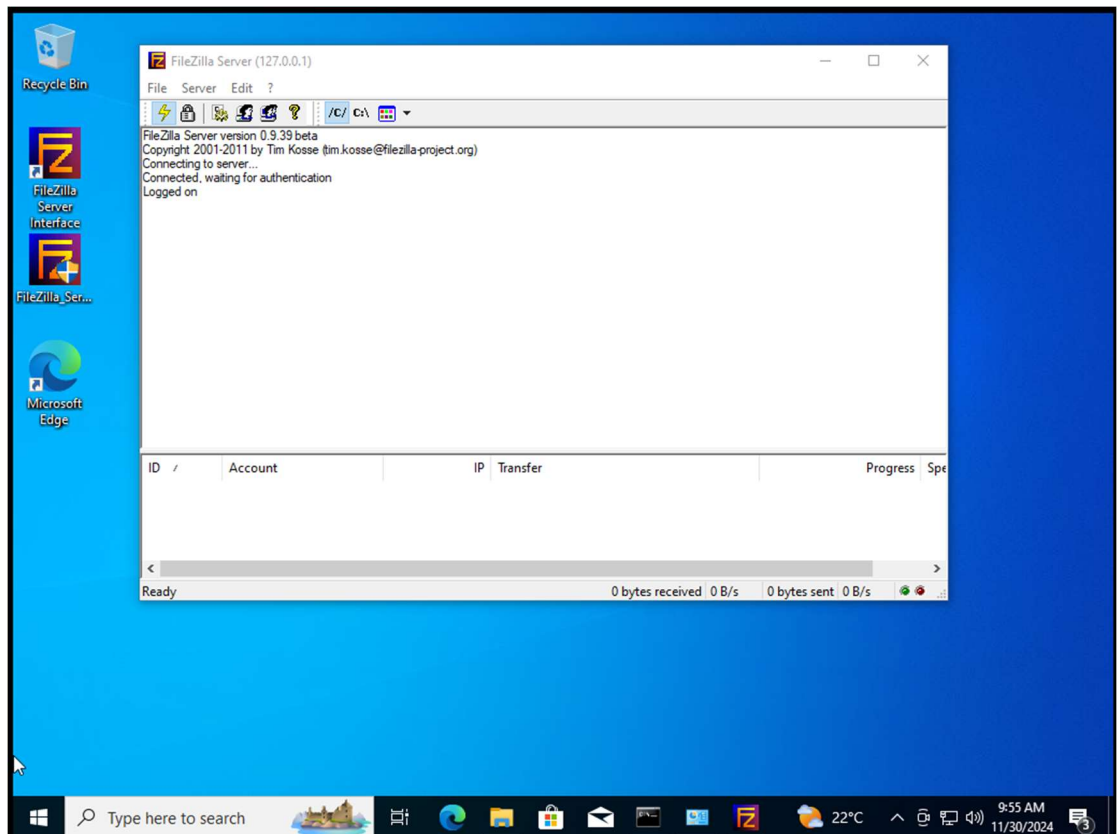 Recycle Bin
FileZilla
Server
Interface
FileZilla_Ser...
Microsoft
Edge
FileZilla Server (127.0.0.1)
File Server Edit ?
/C/ C:\
FileZilla Server version 0.9.39 beta
Copyright 2001-2011 by Tim Kosse (tim.kosse@filezilla-project.org)
Connecting to server...
Connected, waiting for authentication
Logged on
ID / Account IP Transfer Progress Spe
Ready 0 bytes received 0 B/s 0 bytes sent 0 B/s
Type here to search 22°C 9:55 AM
11/30/2024 3